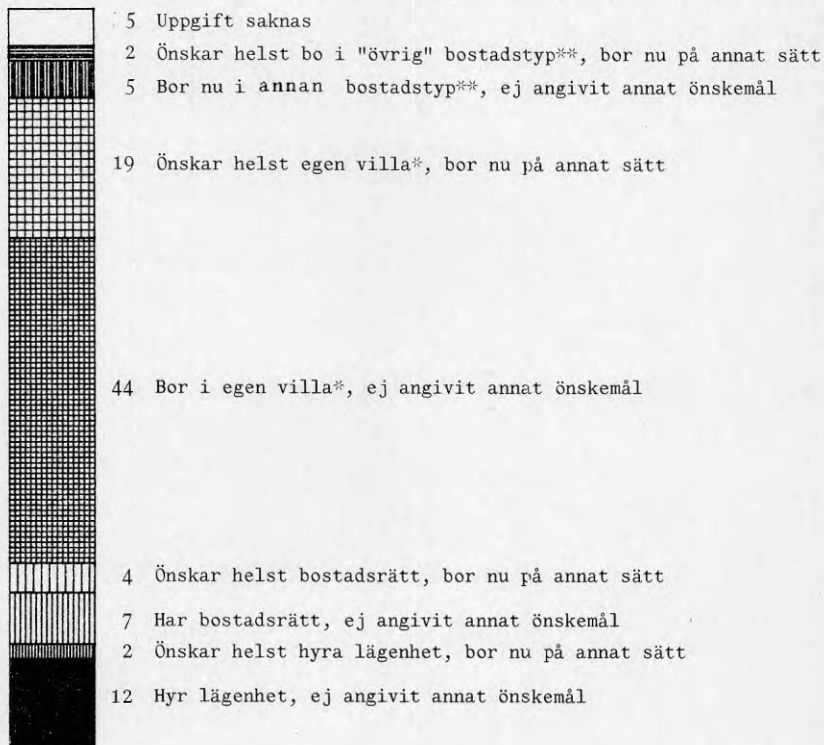 5 Uppgift saknas
2 Önskar helst bo i "övrig" bostadstyp**, bor nu på annat sätt
5 Bor nu i annan bostadstyp**, ej angivit annat önskemål
19 Önskar helst egen villa*, bor nu på annat sätt
44 Bor i egen villa*, ej angivit annat önskemål
4 Önskar helst bostadsrätt, bor nu på annat sätt
7 Har bostadsrätt, ej angivit annat önskemål
2 Önskar helst hyra lägenhet, bor nu på annat sätt
12 Hyr lägenhet, ej angivit annat önskemål